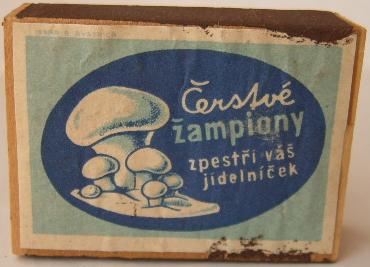 Čerstvé
žampiony
zpestří váš
jídelníček